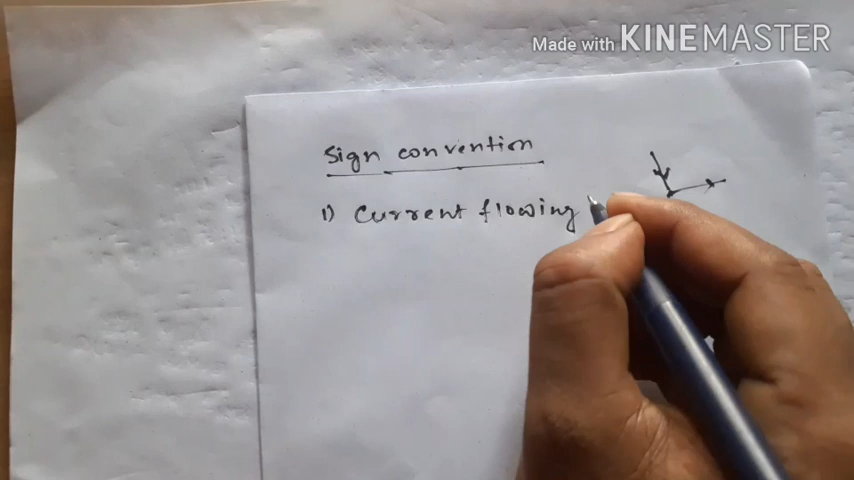 Made with KINEMASTER
Sign convention
1) Current flowing